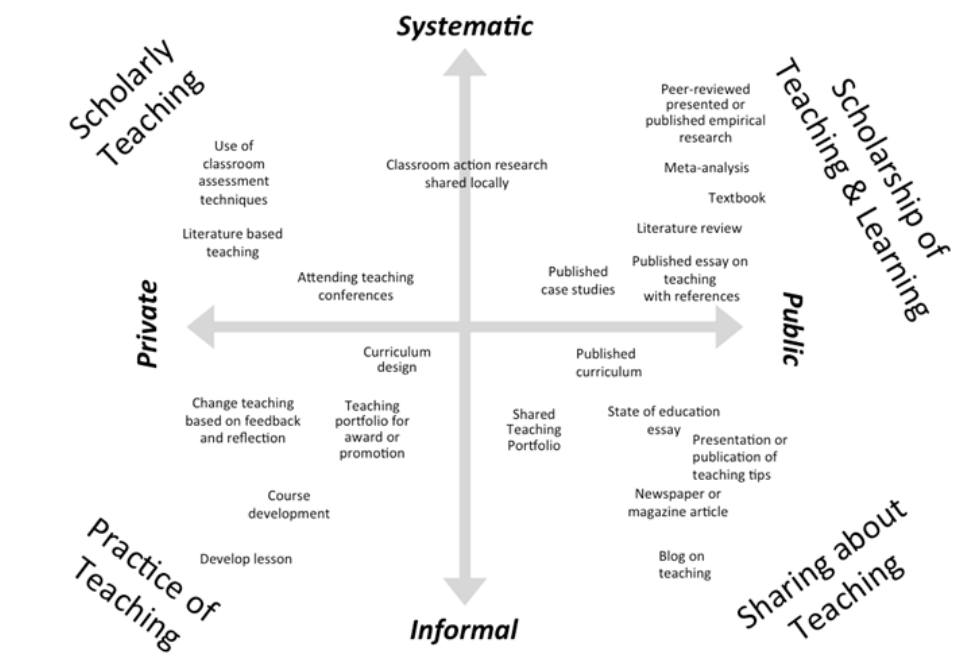 Systematic
Scholarly
Teaching
Scholarship of
Teaching & Learning
Use of
classroom
assessment
techniques
Literature based
teaching
Attending teaching
conferences
Classroom action research
shared locally
Peer-reviewed
presented or
published empirical
research
Meta-analysis
Textbook
Literature review
Published
case studies
Published essay on
teaching
with references
Private
Public
Curriculum
design
Change teaching
based on feedback
and reflection
Teaching
portfolio for
award or
promotion
Course
development
Develop lesson
Published
curriculum
Shared
Teaching
Portfolio
State of education
essay
Presentation or
publication of
teaching tips
Newspaper or
magazine article
Blog on
teaching
Practice of
Teaching
Sharing about
Teaching
Informal